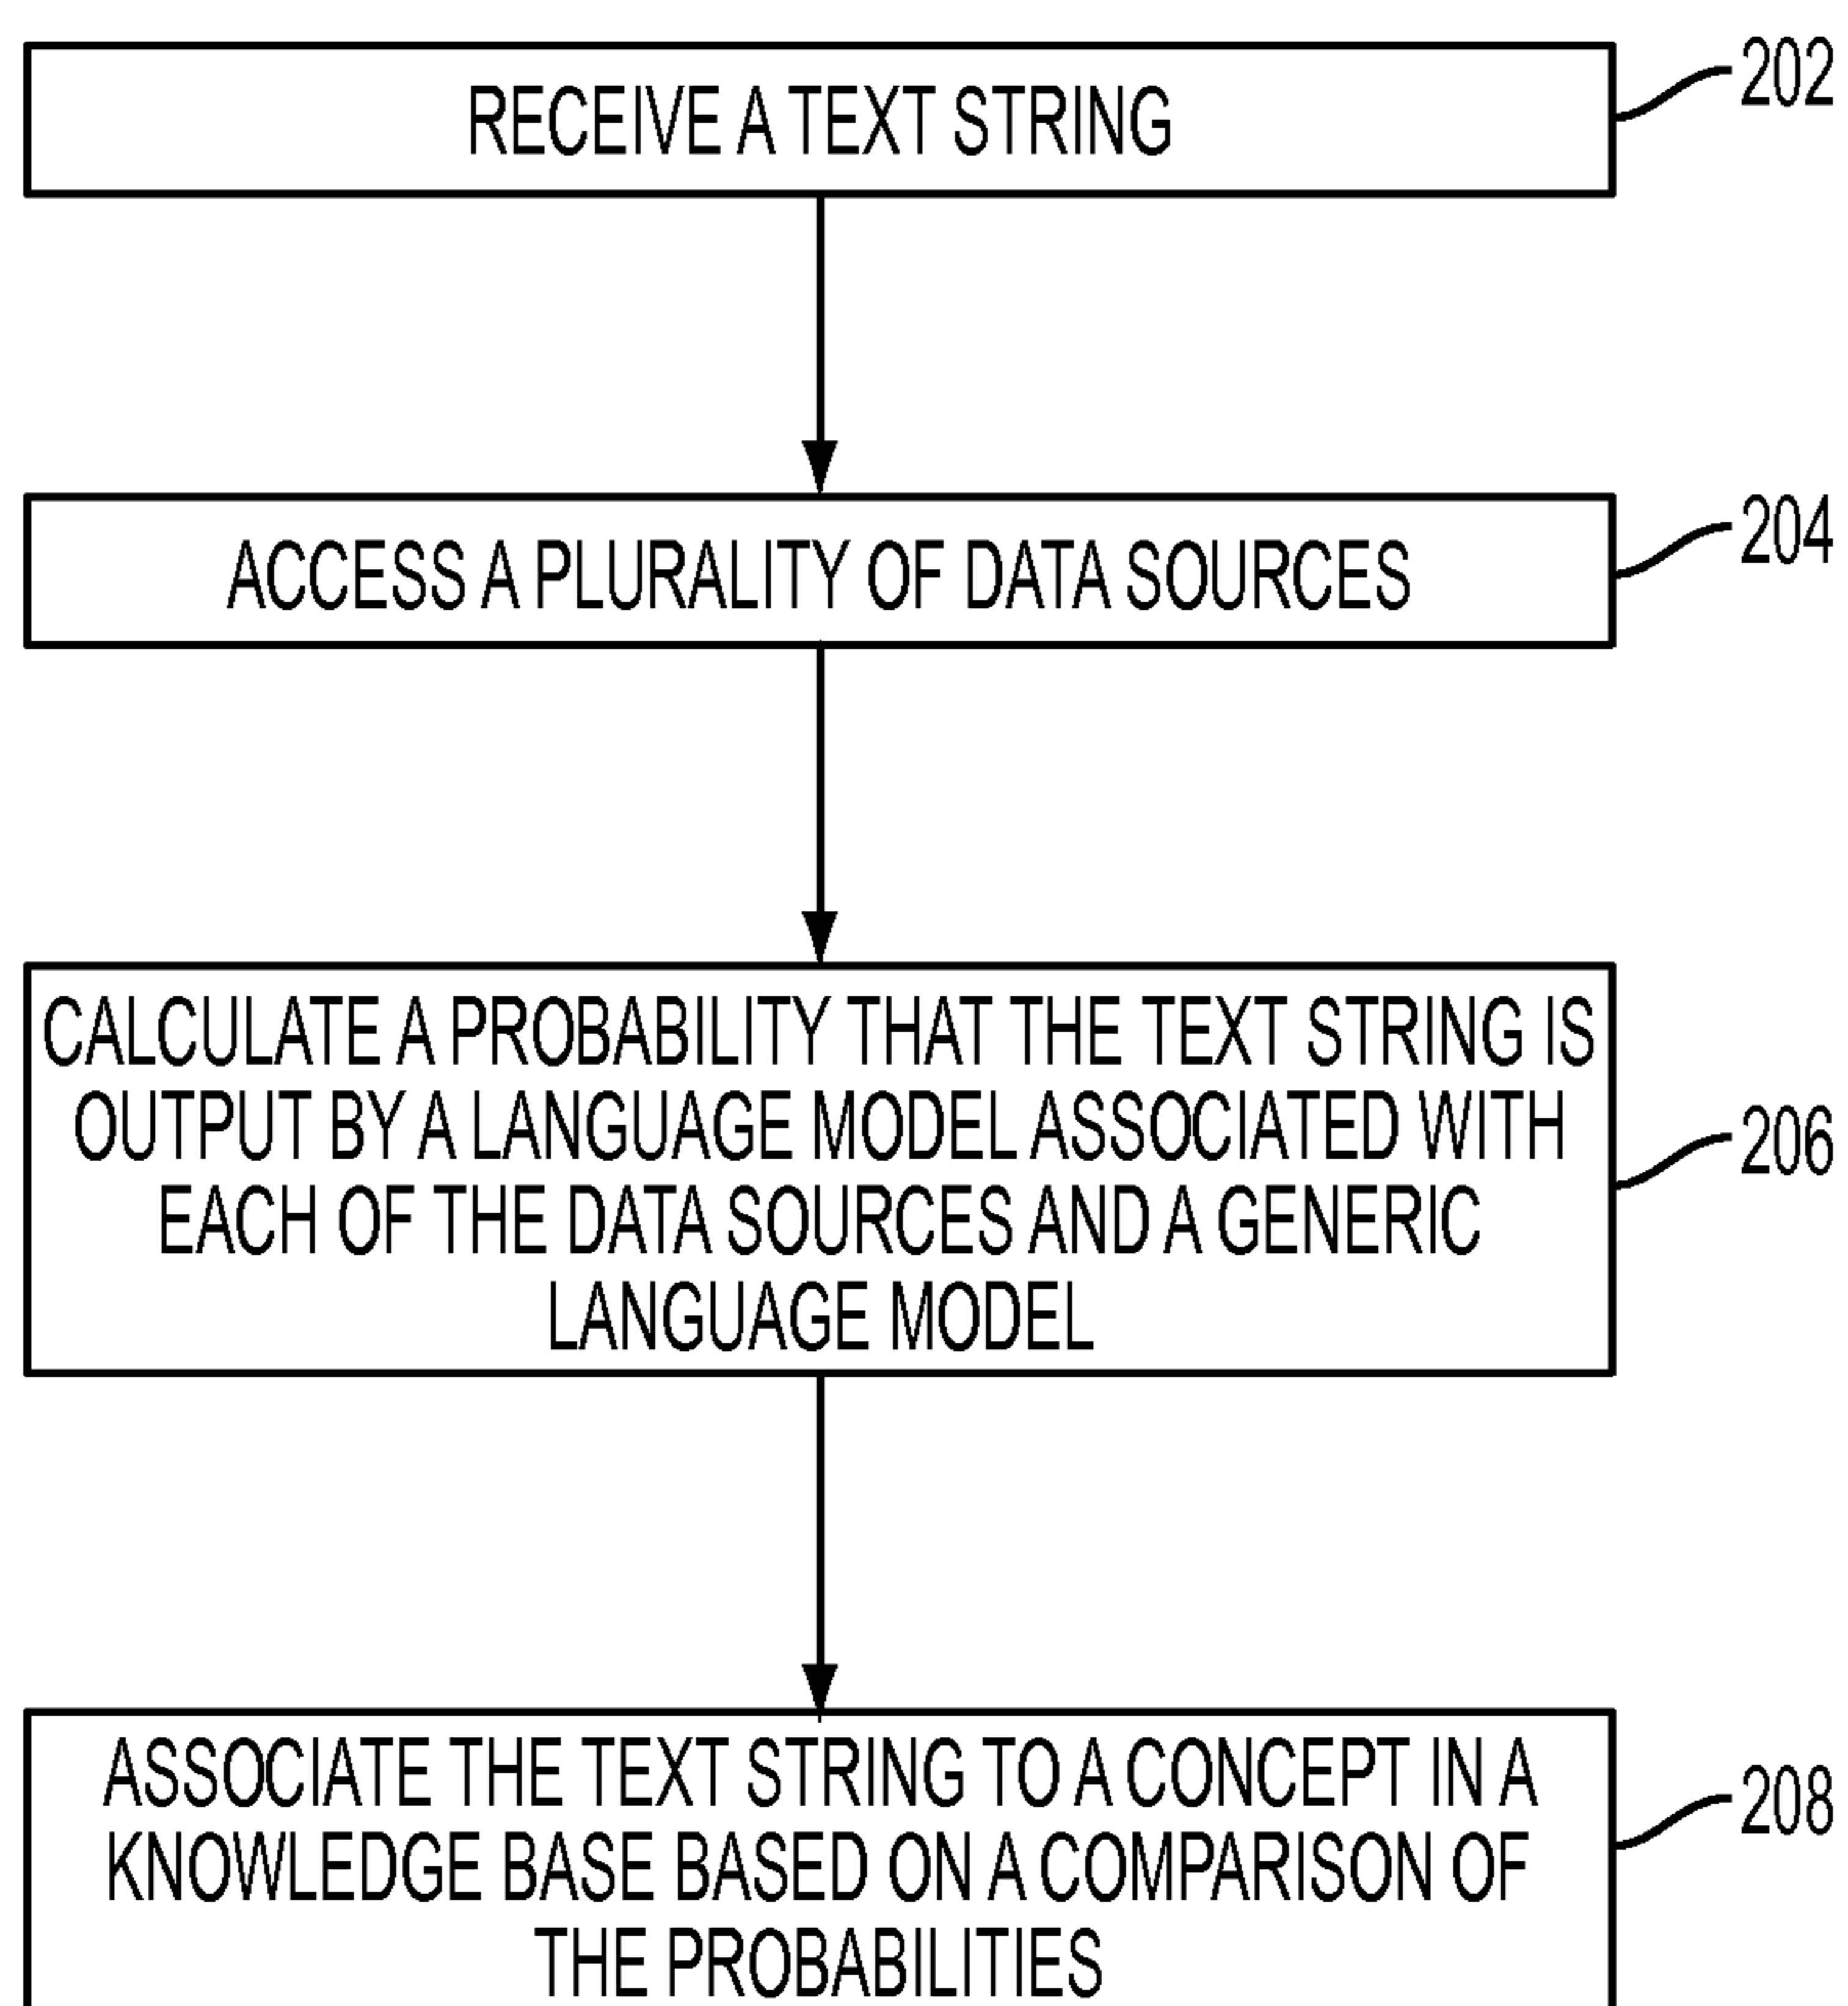 RECEIVE A TEXT STRING
202
ACCESS A PLURALITY OF DATA SOURCES
204
CALCULATE A PROBABILITY THAT THE TEXT STRING IS
OUTPUT BY A LANGUAGE MODEL ASSOCIATED WITH
EACH OF THE DATA SOURCES AND A GENERIC
LANGUAGE MODEL
206
ASSOCIATE THE TEXT STRING TO A CONCEPT IN A
KNOWLEDGE BASE BASED ON A COMPARISON OF
THE PROBABILITIES
208